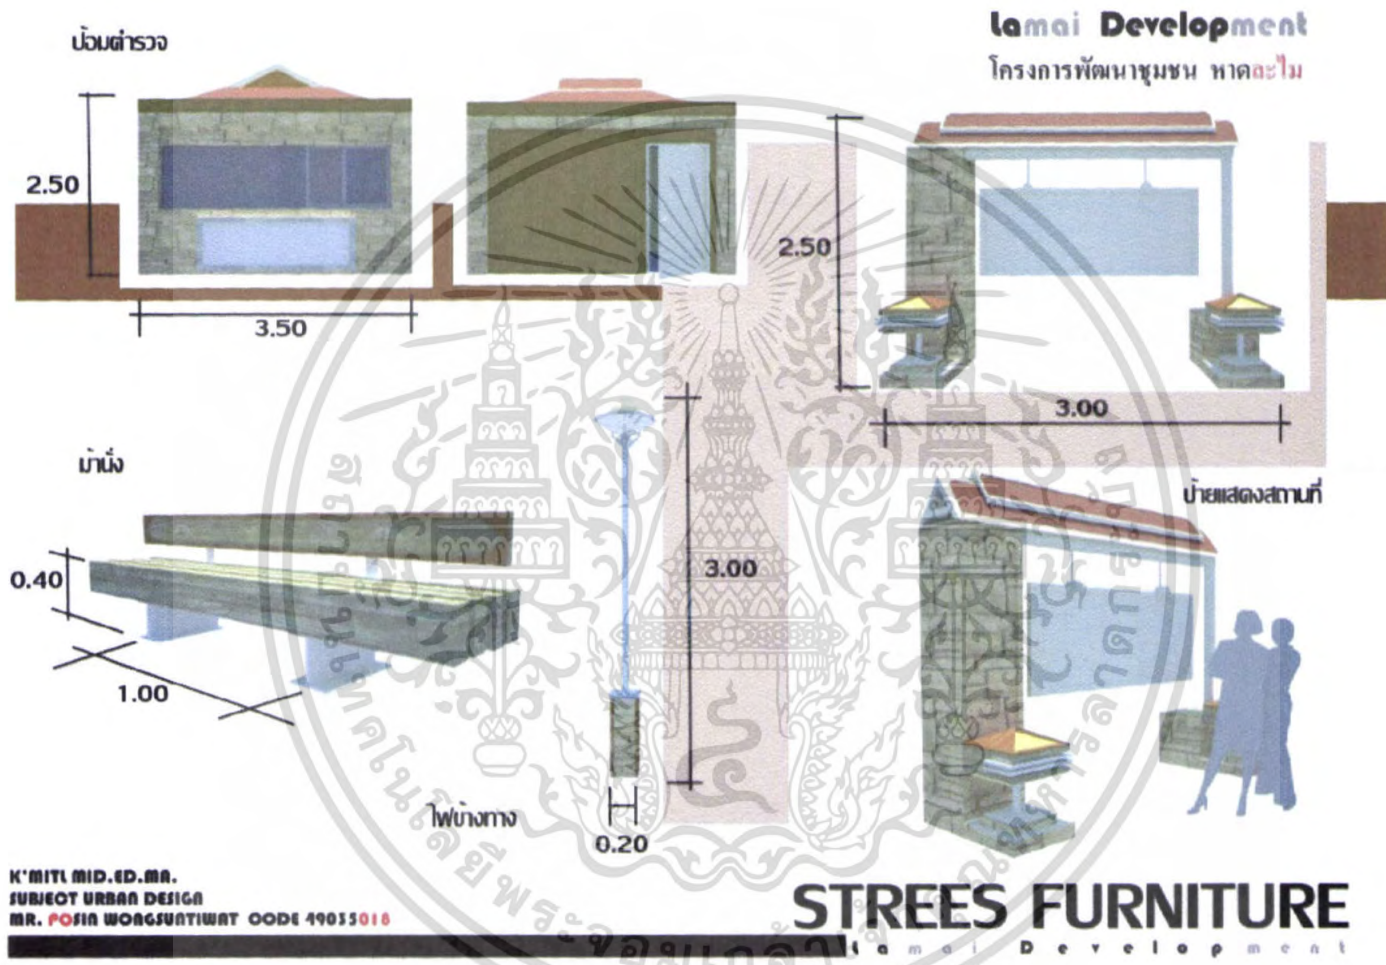 ป้อมตำรวจ
Lamai Development
โครงการพัฒนาชุมชน หาดละไม
2.50
3.50
2.50
3.00
ม้านั่ง
0.40
1.00
3.00
ไฟข้างทาง
0.20
ป้ายแสดงสถานที่
K'MITL MID.ED.MA.
SUBJECT URBAN DESIGN
MR. POSIN WONGSUNTIWAT CODE 49035018
STREES FURNITURE
Lamai Development